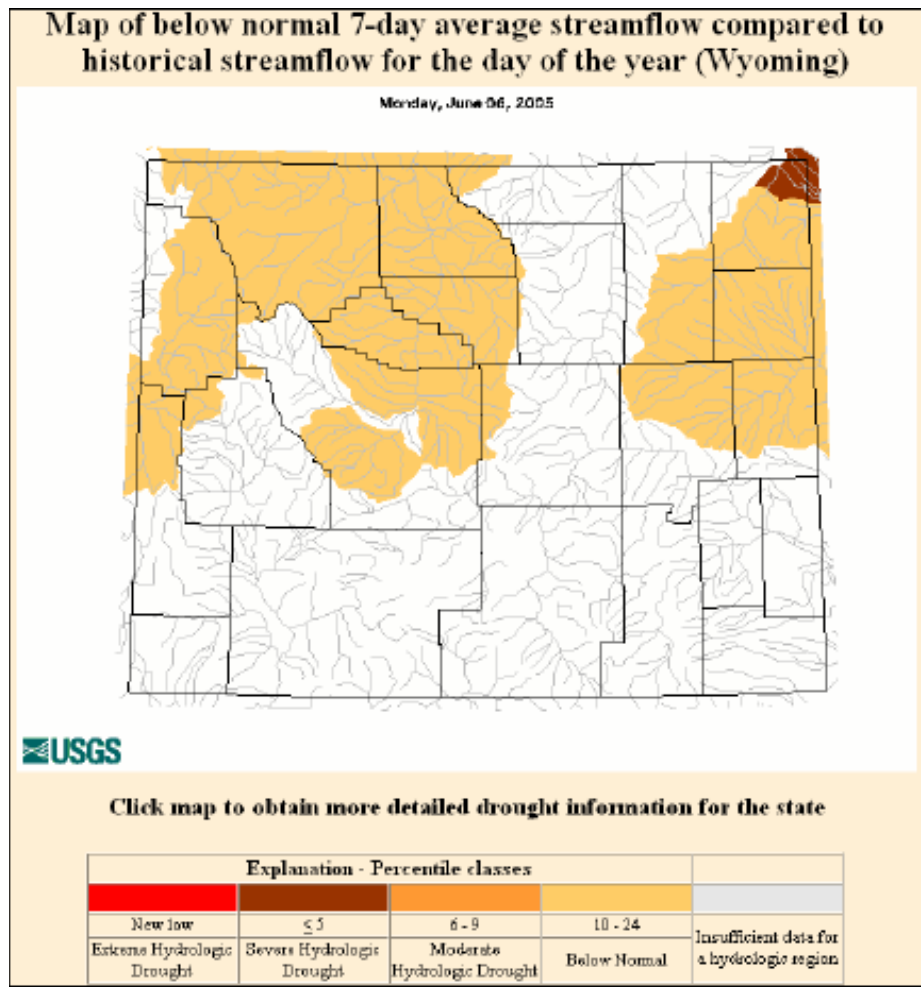 Map of below normal 7-day average streamflow compared to
historical streamflow for the day of the year (Wyoming)
Monday, June 06, 2005
USGS
Click map to obtain more detailed drought information for the state
Explanation - Percentile classes
New low
≤ 5
6 - 9
10 - 24
Insufficient data for
a hydrologic region
Extreme Hydrologic
Drought
Severe Hydrologic
Drought
Moderate
Hydrologic Drought
Below Normal